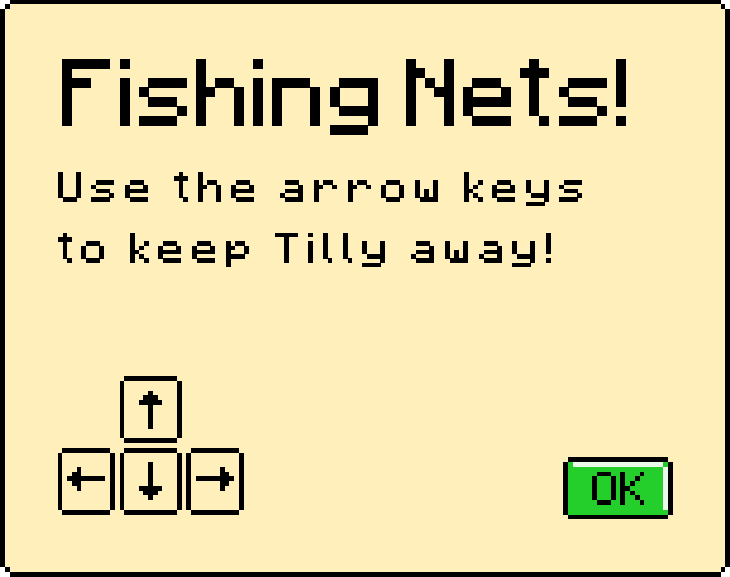 Fishing Nets!
Use the arrow keys
to keep Tilly away!
↑
← ↓ →
OK